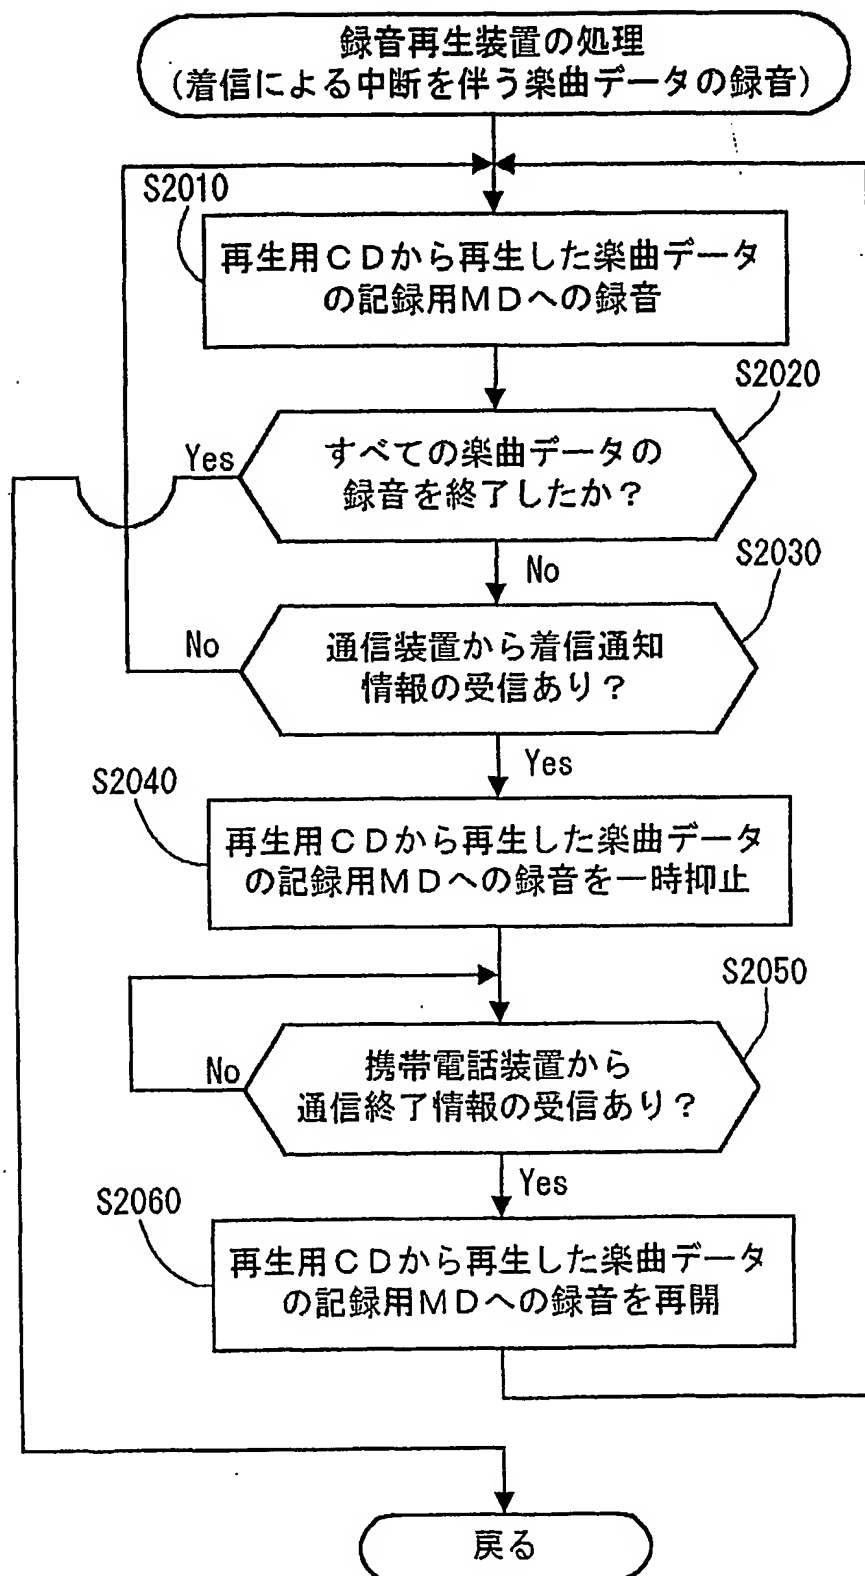 録音再生装置の処理
(着信による中断を伴う楽曲データの録音)
S2010
再生用CDから再生した楽曲データ
の記録用MDへの録音
S2020
Yes
すべての楽曲データの
録音を終了したか?
No
S2030
No
通信装置から着信通知
情報の受信あり?
Yes
S2040
再生用CDから再生した楽曲データ
の記録用MDへの録音を一時抑止
S2050
No
携帯電話装置から
通信終了情報の受信あり?
Yes
S2060
再生用CDから再生した楽曲データ
の記録用MDへの録音を再開
戻る